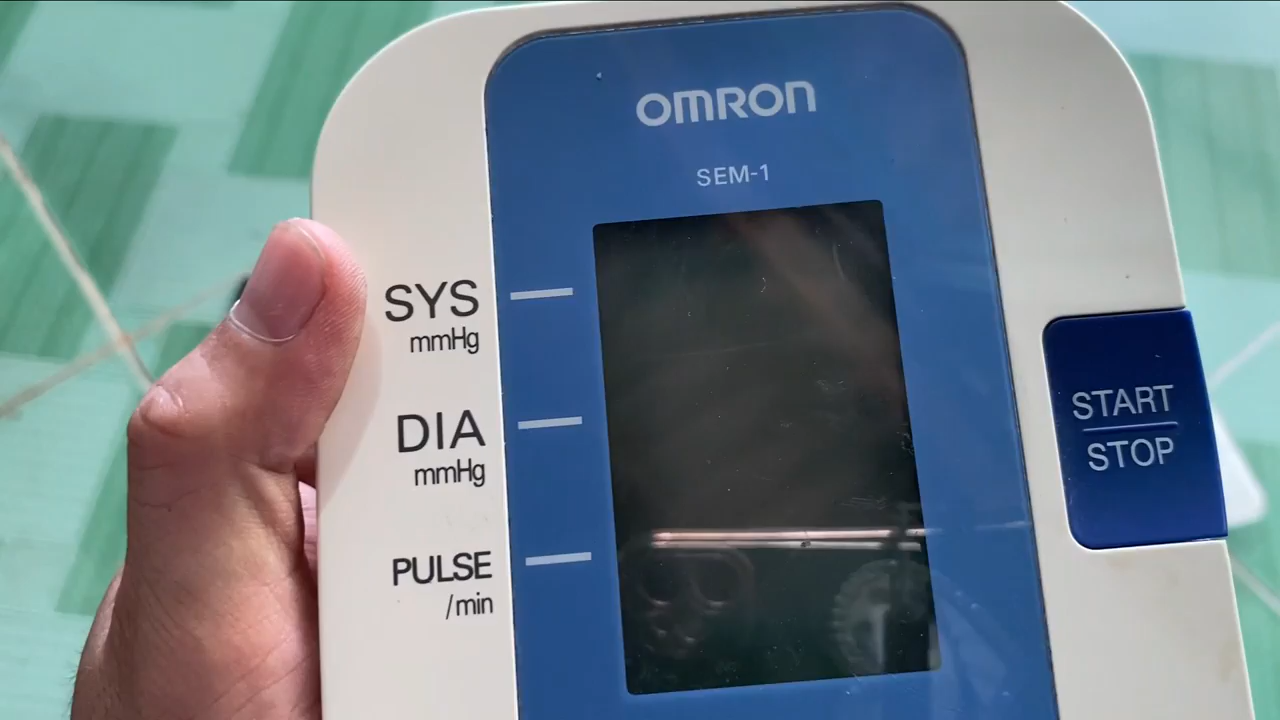 OMRON
SEM-1
SYS
mmHg
DIA
mmHg
PULSE
/min
START
STOP